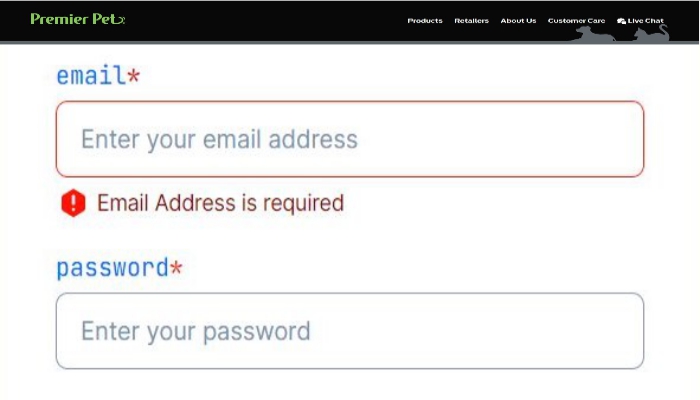 Premier Pet
Products Retailers About Us Customer Care Live Chat
email*
Enter your email address
Email Address is required
password*
Enter your password